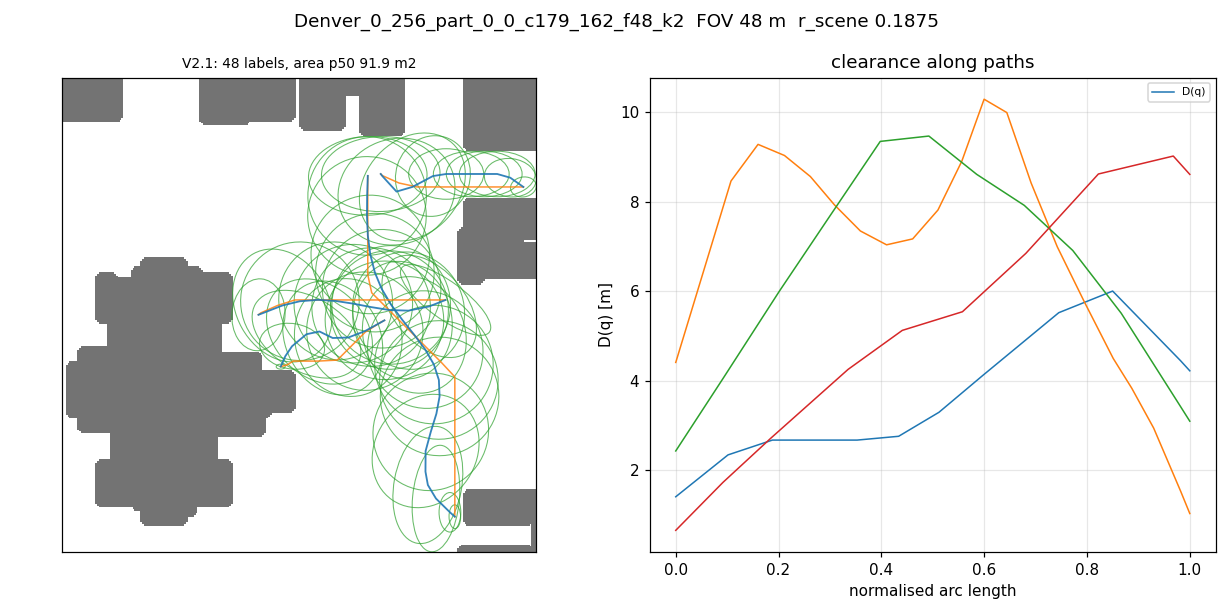 Denver_0_256_part_0_0_c179_162_f48_k2  FOV 48 m  r_scene 0.1875
V2.1: 48 labels, area p50 91.9 m2
clearance along paths
D(q)
10
8
6
4
2
D(q) [m]
0.0 0.2 0.4 0.6 0.8 1.0
normalised arc length